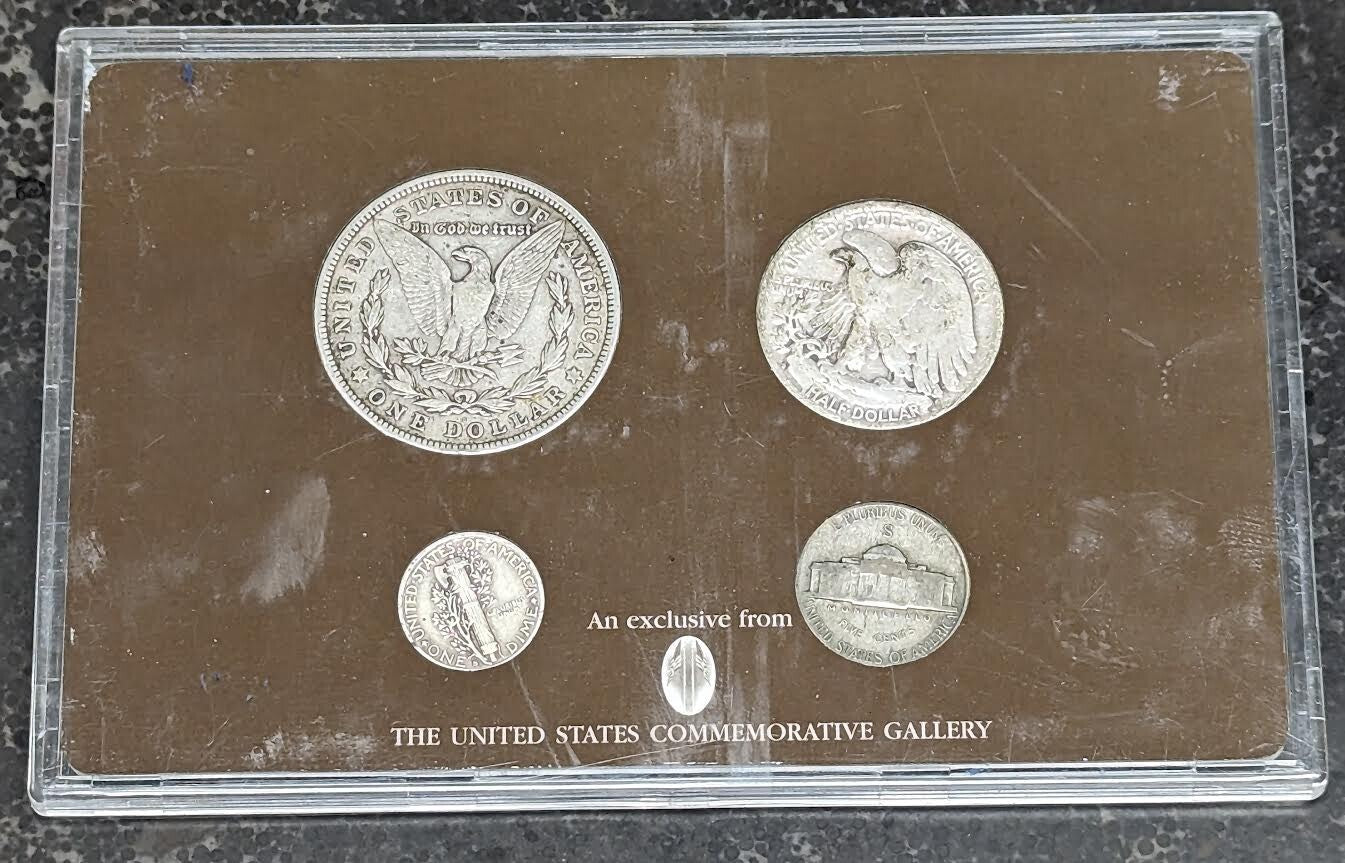 UNITED STATES OF AMERICA
In God we trust
ONE DOLLAR
UNITED·STATES·OF·AMERICA
HALF·DOLLAR
UNITED·STATES·OF·AMERICA
ONE DIME
E·PLURIBUS UNUM
S
MONTICELLO
FIVE CENTS
UNITED STATES OF AMERICA
An exclusive from
THE UNITED STATES COMMEMORATIVE GALLERY